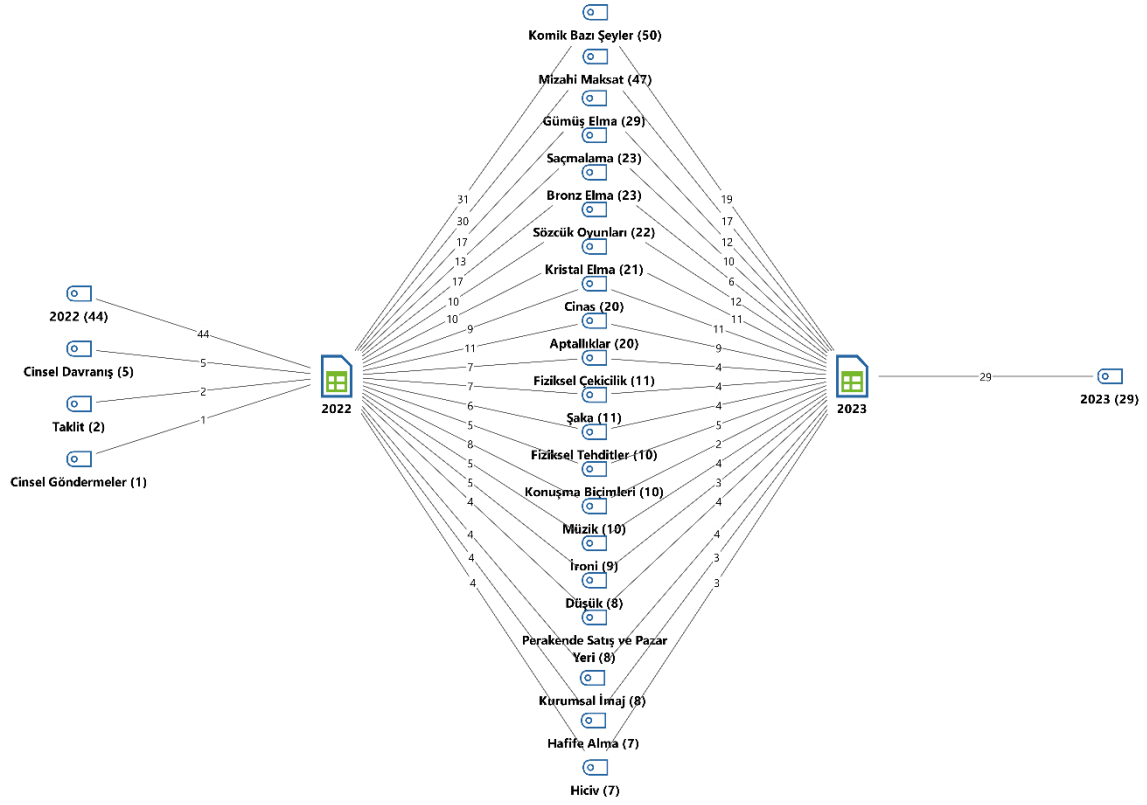 Komik Bazı Şeyler (50)
Mizahi Maksat (47)
Gümüş Elma (29)
Saçmalama (23)
Bronz Elma (23)
Sözcük Oyunları (22)
Kristal Elma (21)
Cinas (20)
Aptallıklar (20)
Fiziksel Çekicilik (11)
Şaka (11)
Fiziksel Tehditler (10)
Konuşma Biçimleri (10)
Müzik (10)
İroni (9)
Düşük (8)
Perakende Satış ve Pazar
Yeri (8)
Kurumsal İmaj (8)
Hafife Alma (7)
Hiciv (7)
2022 (44)
Cinsel Davranış (5)
Taklit (2)
Cinsel Göndermeler (1)
44
5
2
1
2022
31
30
17
13
17
10
10
9
11
7
7
6
5
8
5
5
4
4
4
4
19
17
12
10
6
12
11
11
9
4
4
4
5
2
4
3
4
4
3
3
2023
29
2023 (29)